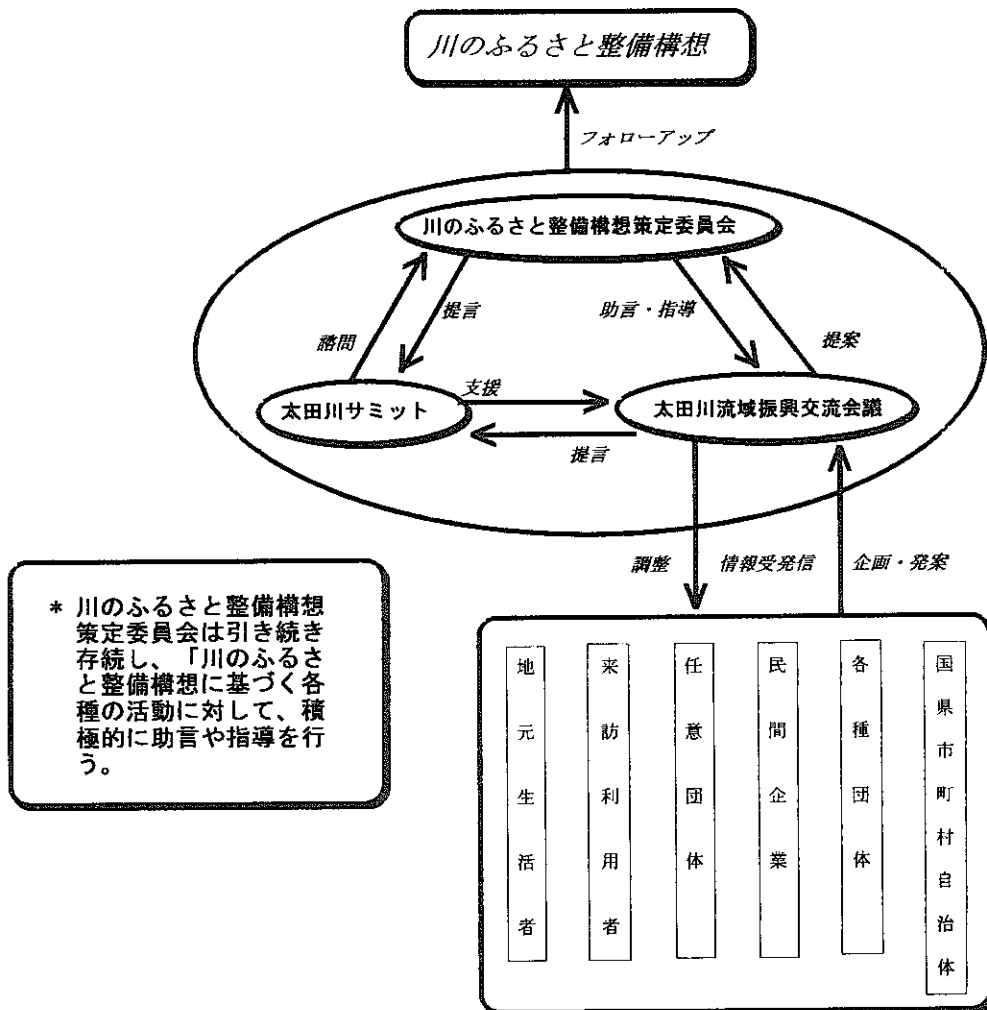 川のふるさと整備構想
フォローアップ
川のふるさと整備構想策定委員会
諮問
提言
助言・指導
提案
太田川サミット
支援
太田川流域振興交流会議
提言
調整
情報受発信
企画・発案
* 川のふるさと整備構想
策定委員会は引き続き
存続し、「川のふるさ
と整備構想に基づく各
種の活動に対して、積
極的に助言や指導を行
う。
地元生活者
来訪利用者
任意団体
民間企業
各種団体
国県市町村自治体